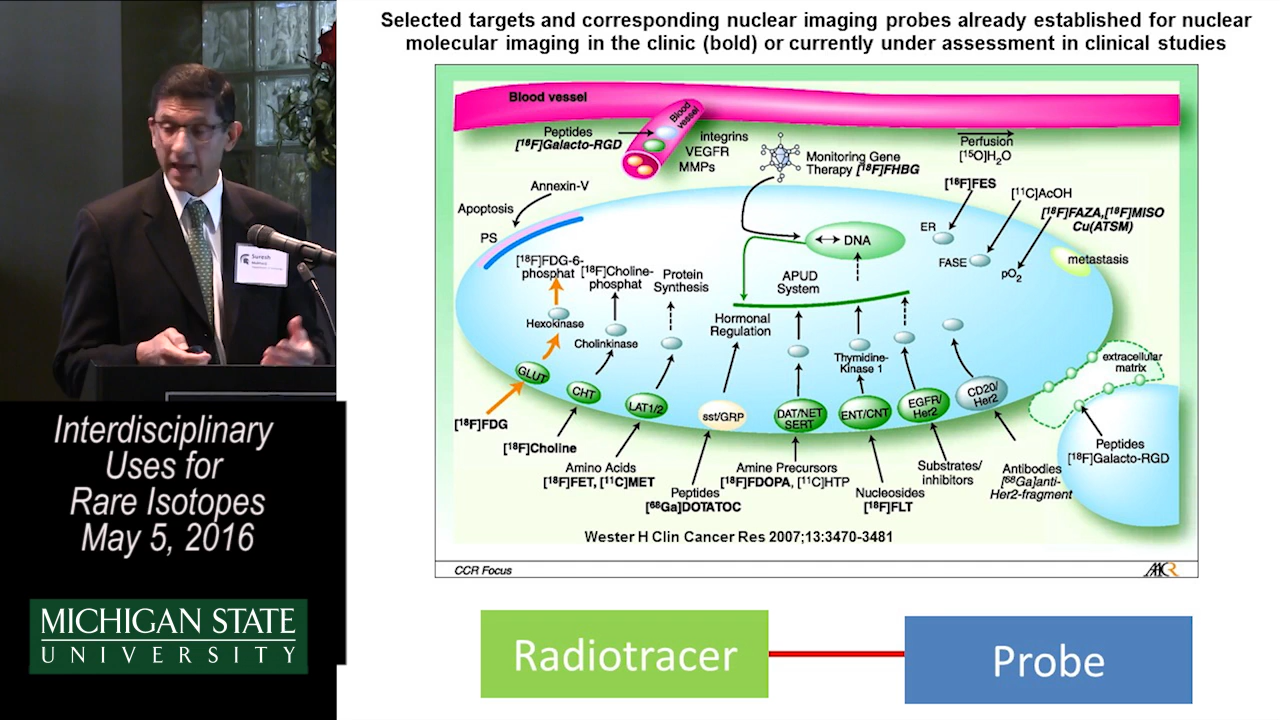 Selected targets and corresponding nuclear imaging probes already established for nuclear
molecular imaging in the clinic (bold) or currently under assessment in clinical studies
Blood vessel
Blood
vessel
Peptides
[¹⁸F]Galacto-RGD
integrins
VEGFR
MMPs
Monitoring Gene
Therapy [¹⁸F]FHBG
Perfusion
[¹⁵O]H₂O
Annexin-V
Apoptosis
PS
[¹⁸F]FES
[¹¹C]AcOH
[¹⁸F]FAZA,[¹⁸F]MISO
Cu(ATSM)
ER
FASE
pO₂
metastasis
DNA
APUD
System
[¹⁸F]FDG-6-
phosphat
[¹⁸F]Choline-
phosphat
Protein
Synthesis
Hormonal
Regulation
Hexokinase
Cholinkinase
Thymidine-
Kinase 1
extracellular
matrix
GLUT
CHT
LAT1/2
sst/GRP
DAT/NET
SERT
ENT/CNT
EGFR/
Her2
CD20/
Her2
[¹⁸F]FDG
[¹⁸F]Choline
Amino Acids
[¹⁸F]FET, [¹¹C]MET
Peptides
[⁶⁸Ga]DOTATOC
Amine Precursors
[¹⁸F]FDOPA, [¹¹C]HTP
Nucleosides
[¹⁸F]FLT
Substrates/
inhibitors
Antibodies
[⁶⁸Ga]anti-
Her2-fragment
Peptides
[¹⁸F]Galacto-RGD
Wester H Clin Cancer Res 2007;13:3470-3481
CCR Focus
AACR
Radiotracer
Probe
Suresh
Interdisciplinary
Uses for
Rare Isotopes
May 5, 2016
MICHIGAN STATE
UNIVERSITY